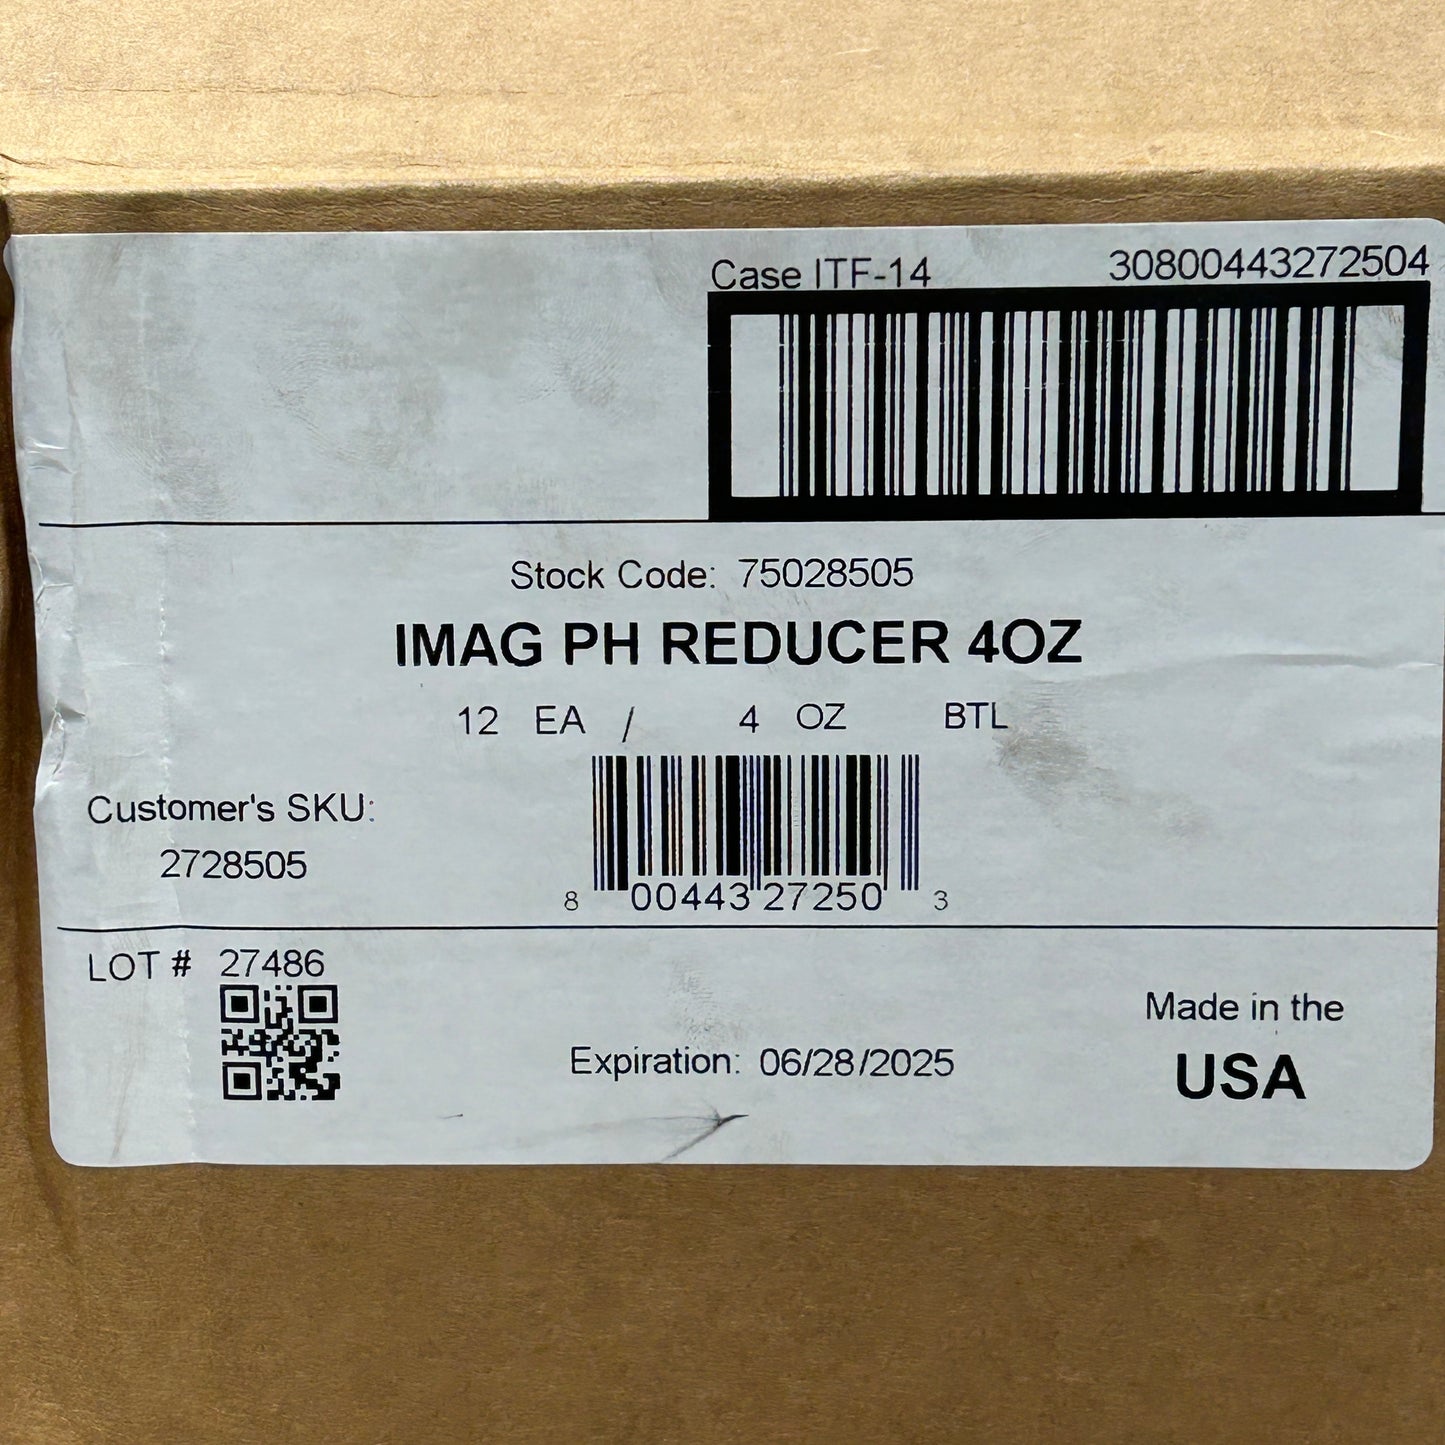 Case ITF-14 30800443272504
Stock Code: 75028505
IMAG PH REDUCER 4OZ
12 EA / 4 OZ BTL
Customer's SKU:
2728505
8 00443 27250 3
LOT # 27486
Expiration: 06/28/2025
Made in the
USA